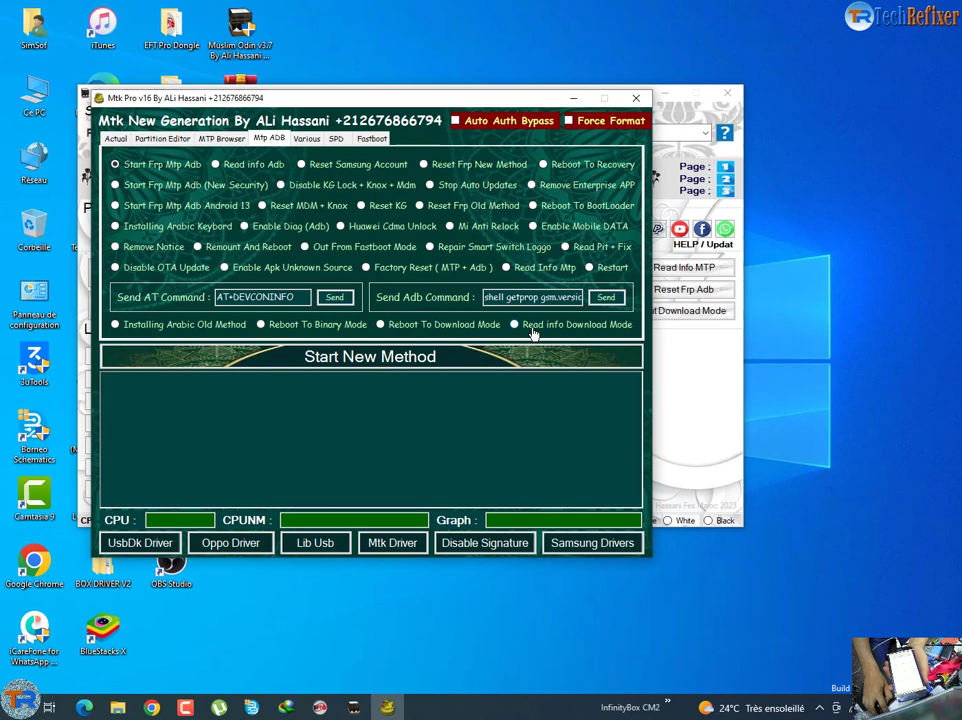 TechRefixer
SimSof
iTunes
EFT Pro Dongle
Muslim Odin v3.7
By Ali Hassani ...
Ce PC
Réseau
Corbeille
Panneau de
configuration
3uTools
Borneo
Schematics
Camtasia 9
Google Chrome
BOX DRIVER V2
OBS Studio
iCareFone for
WhatsApp ...
BlueStacks X
Mtk Pro v16 By ALi Hassani +212676866794
Mtk New Generation By ALi Hassani +212676866794
Auto Auth Bypass
Force Format
Actual
Partition Editor
MTP Browser
Mtp ADB
Various
SPD
Fastboot
Start Frp Mtp Adb
Read info Adb
Reset Samsung Account
Reset Frp New Method
Reboot To Recovery
Start Frp Mtp Adb (New Security)
Disable KG Lock + Knox + Mdm
Stop Auto Updates
Remove Enterprise APP
Start Frp Mtp Adb Android 13
Reset MDM + Knox
Reset KG
Reset Frp Old Method
Reboot To BootLoader
Installing Arabic Keybord
Enable Diag (Adb)
Huawei Cdma Unlock
Mi Anti Relock
Enable Mobile DATA
Remove Notice
Remount And Reboot
Out From Fastboot Mode
Repair Smart Switch Loggo
Read Pit + Fix
Disable OTA Update
Enable Apk Unknown Source
Factory Reset ( MTP + Adb )
Read Info Mtp
Restart
Send AT Command :
AT+DEVCONINFO
Send
Send Adb Command :
shell getprop gsm.versic
Send
Installing Arabic Old Method
Reboot To Binary Mode
Reboot To Download Mode
Read info Download Mode
Start New Method
CPU :
CPUNM :
Graph :
UsbDk Driver
Oppo Driver
Lib Usb
Mtk Driver
Disable Signature
Samsung Drivers
?
Page : 1
Page : 2
Page : 3
HELP / Updat
Read Info MTP
Reset Frp Adb
t Download Mode
Hassani Fes Maroc 2023
White
Black
Build
InfinityBox CM2
24°C Très ensoleillé